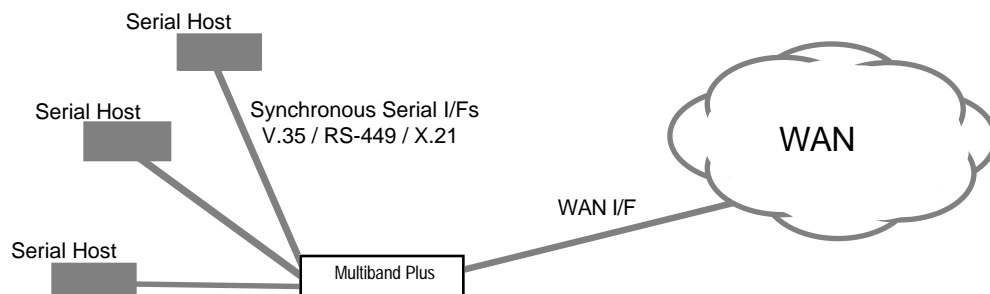 Serial Host
Synchronous Serial I/Fs
V.35 / RS-449 / X.21
Serial Host
WAN
WAN I/F
Serial Host
Multiband Plus